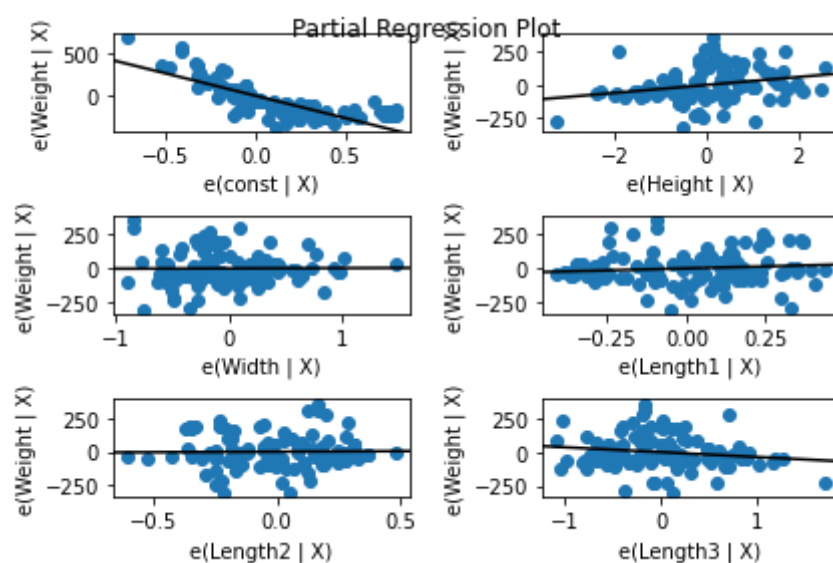 Partial Regression Plot
e(Weight | X)
500
0
−0.5 0.0 0.5
e(const | X)
e(Weight | X)
250
0
−250
−2 0 2
e(Height | X)
e(Weight | X)
250
0
−250
−1 0 1
e(Width | X)
e(Weight | X)
250
0
−250
−0.25 0.00 0.25
e(Length1 | X)
e(Weight | X)
250
0
−250
−0.5 0.0 0.5
e(Length2 | X)
e(Weight | X)
250
0
−250
−1 0 1
e(Length3 | X)